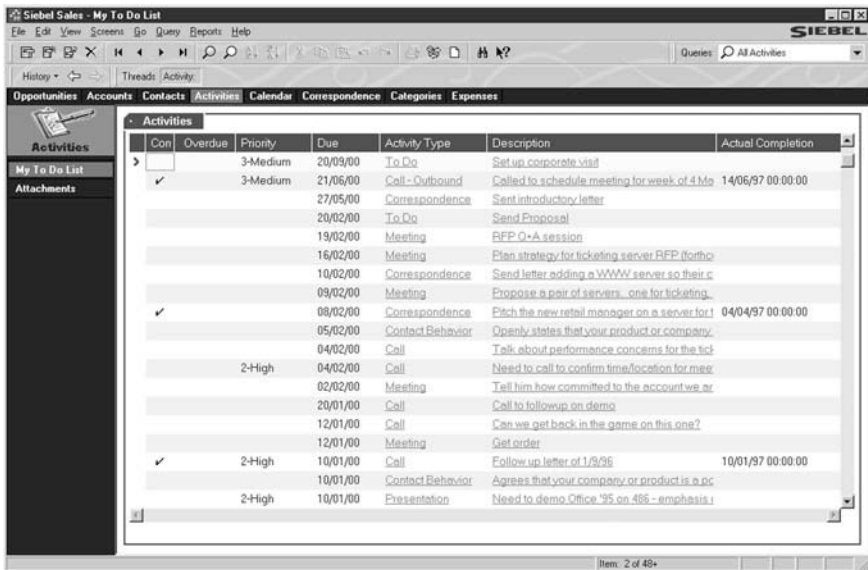 Siebel Sales - My To Do List
File Edit View Screens Go Query Reports Help
SIEBEL
Queries: All Activities
History Threads: Activity:
Opportunities Accounts Contacts Activities Calendar Correspondence Categories Expenses
Activities
My To Do List
Attachments
Activities
Con Overdue Priority Due Activity Type Description Actual Completion
3-Medium 20/09/00 To Do Set up corporate visit
3-Medium 21/06/00 Call - Outbound Called to schedule meeting for week of 4 Ma 14/06/97 00:00:00
27/05/00 Correspondence Sent introductory letter
20/02/00 To Do Send Proposal
19/02/00 Meeting RFP Q+A session
16/02/00 Meeting Plan strategy for ticketing server RFP (forthc
10/02/00 Correspondence Send letter adding a WWW server so their c
09/02/00 Meeting Propose a pair of servers.. one for ticketing,
08/02/00 Correspondence Pitch the new retail manager on a server for t 04/04/97 00:00:00
05/02/00 Contact Behavior Openly states that your product or company
04/02/00 Call Talk about performance concerns for the tick
2-High 04/02/00 Call Need to call to confirm time/location for mee
02/02/00 Meeting Tell him how committed to the account we ar
20/01/00 Call Call to followup on demo
12/01/00 Call Can we get back in the game on this one?
12/01/00 Meeting Get order
2-High 10/01/00 Call Follow up letter of 1/9/96 10/01/97 00:00:00
10/01/00 Contact Behavior Agrees that your company or product is a po
2-High 10/01/00 Presentation Need to demo Office '95 on 486 - emphasis
Item: 2 of 48+